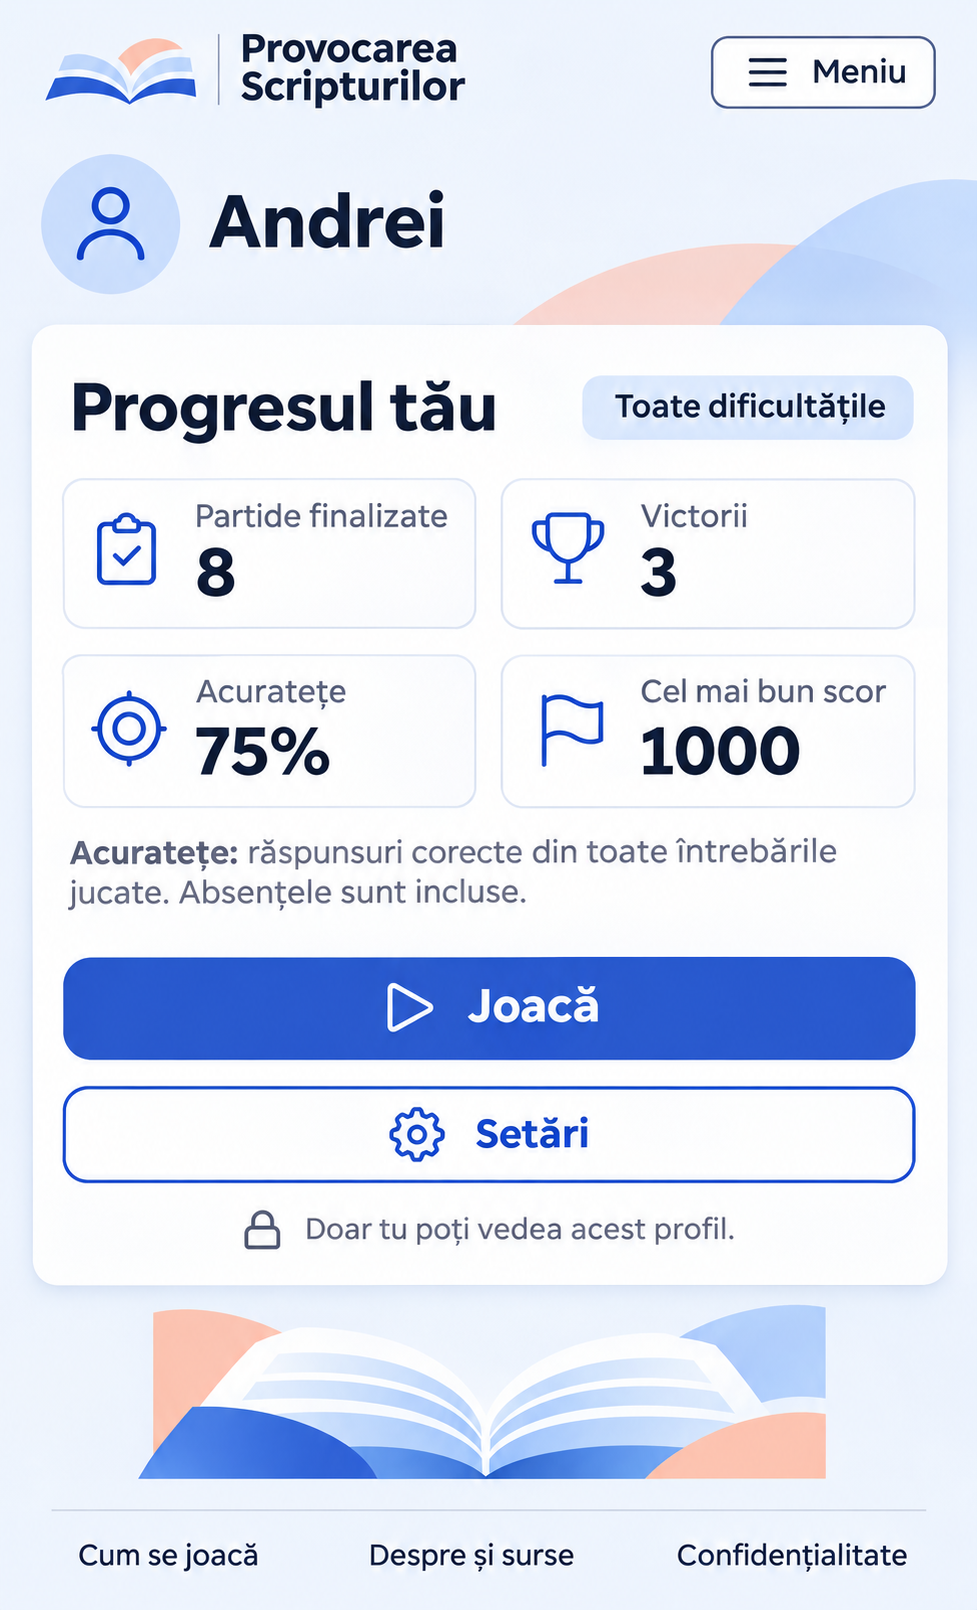 Provocarea
Scripturilor
Meniu
Andrei
Progresul tău
Toate dificultățile
Partide finalizate
8
Victorii
3
Acuratețe
75%
Cel mai bun scor
1000
Acuratețe: răspunsuri corecte din toate întrebările
jucate. Absențele sunt incluse.
Joacă
Setări
Doar tu poți vedea acest profil.
Cum se joacă
Despre și surse
Confidențialitate